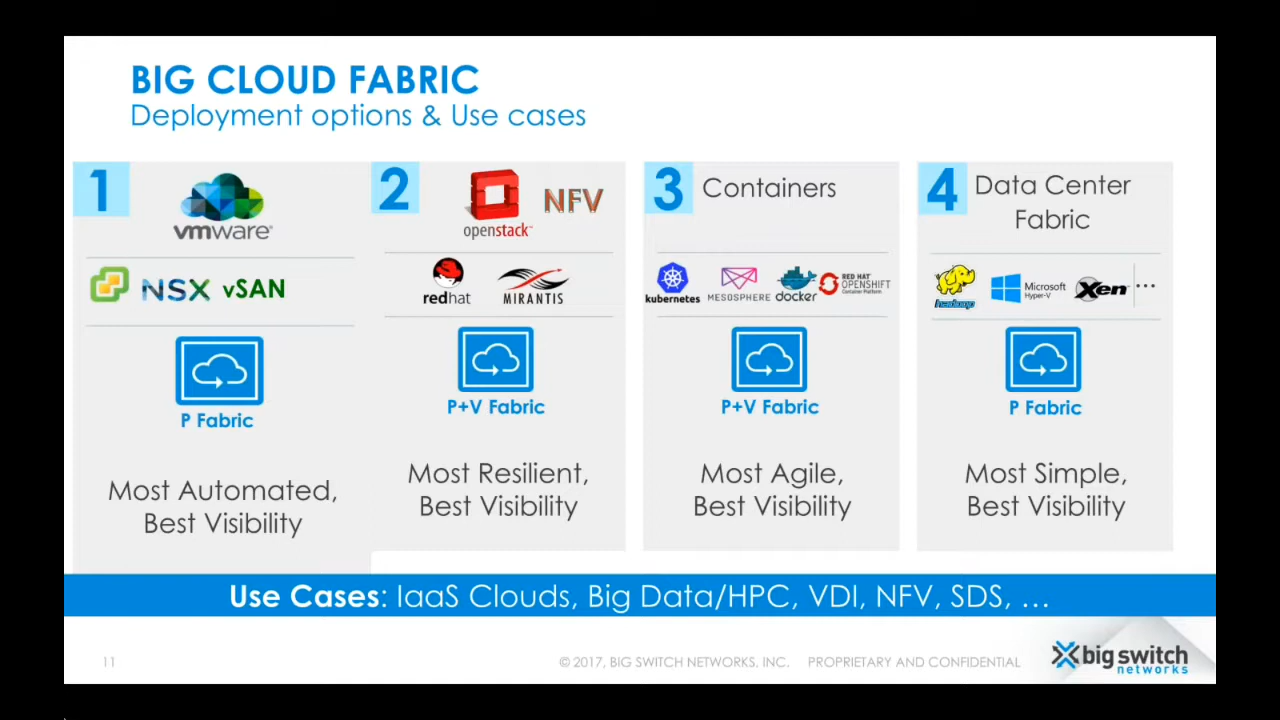 BIG CLOUD FABRIC
Deployment options & Use cases
1
vmware®
NSX vSAN
P Fabric
Most Automated,
Best Visibility
2
openstack™
NFV
redhat
MIRANTIS
P+V Fabric
Most Resilient,
Best Visibility
3
Containers
kubernetes
MESOSPHERE
docker
RED HAT
OPENSHIFT
Container Platform
P+V Fabric
Most Agile,
Best Visibility
4
Data Center
Fabric
hadoop
Microsoft
Hyper-V
Xen
...
P Fabric
Most Simple,
Best Visibility
Use Cases: IaaS Clouds, Big Data/HPC, VDI, NFV, SDS, ...
11
© 2017, BIG SWITCH NETWORKS, INC. PROPRIETARY AND CONFIDENTIAL
big switch
networks